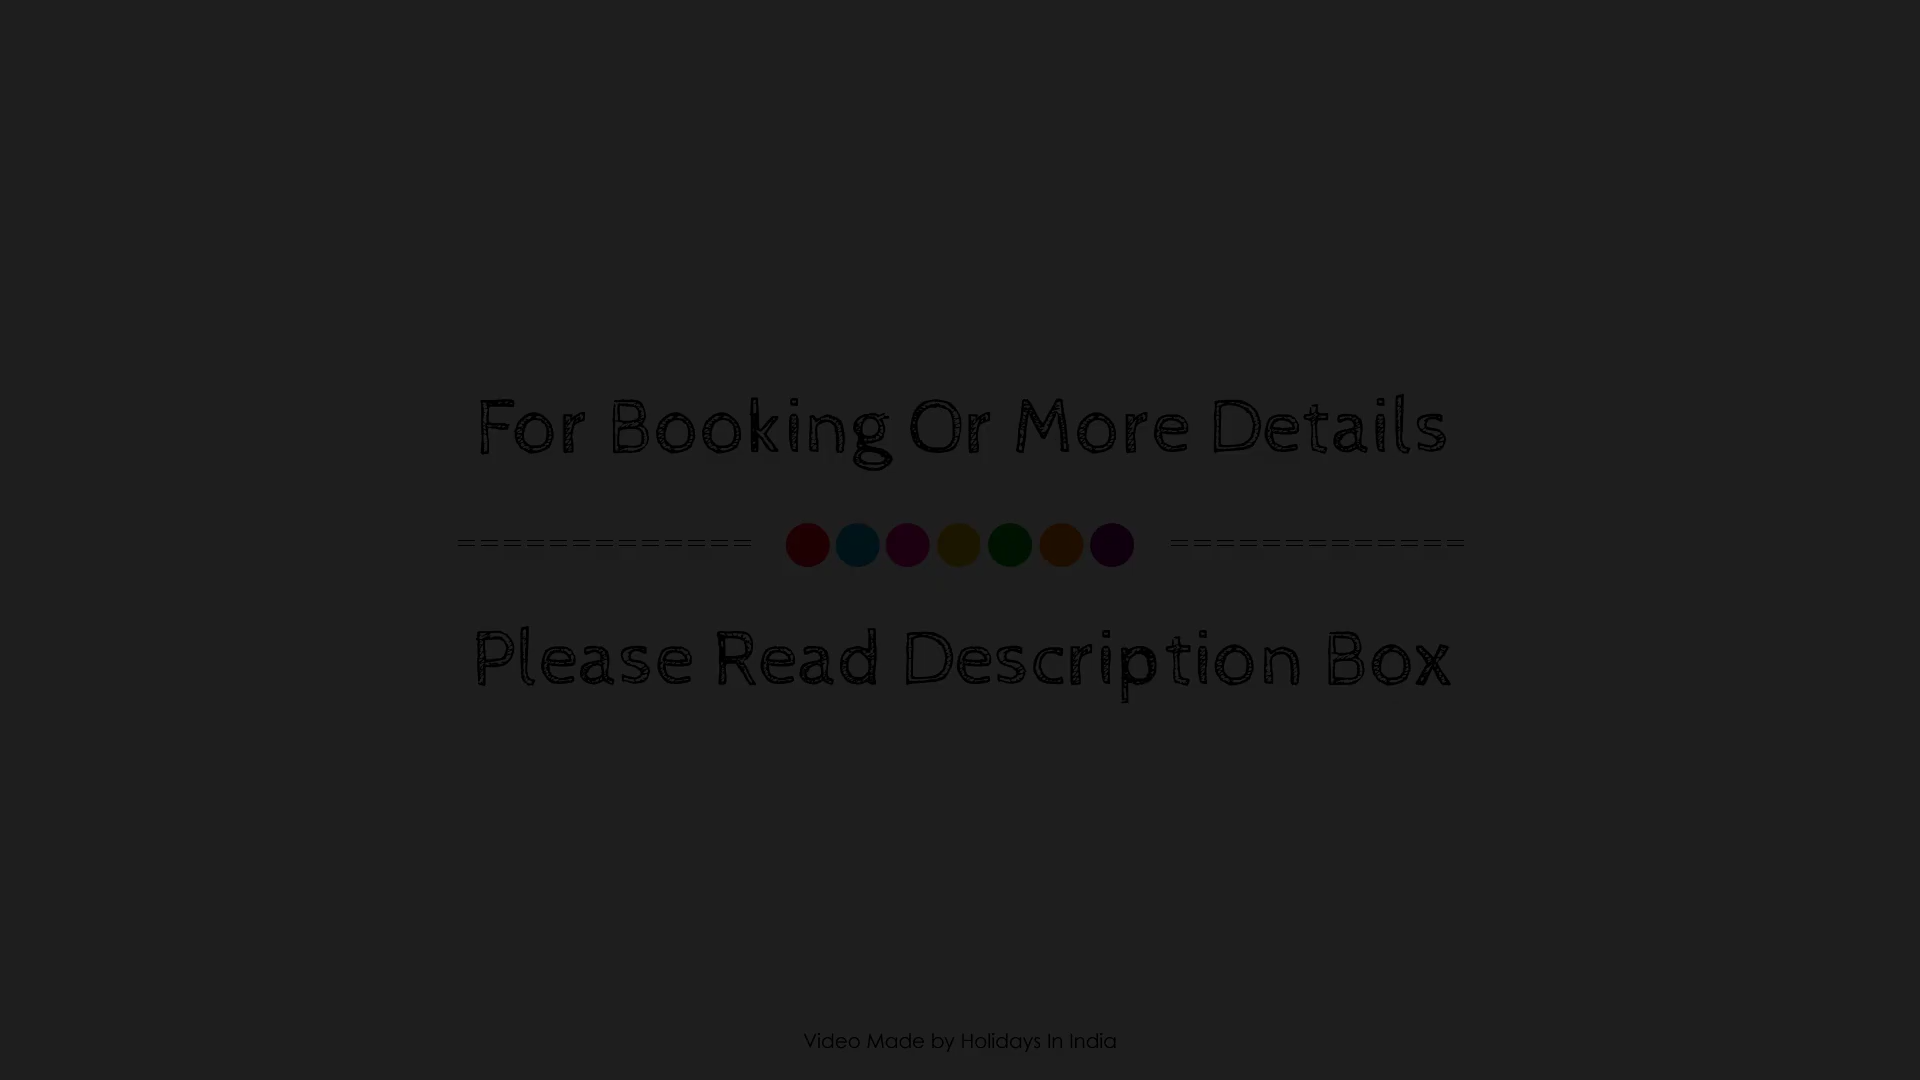 For Booking Or More Details
============= =============
Please Read Description Box
Video Made by Holidays In India